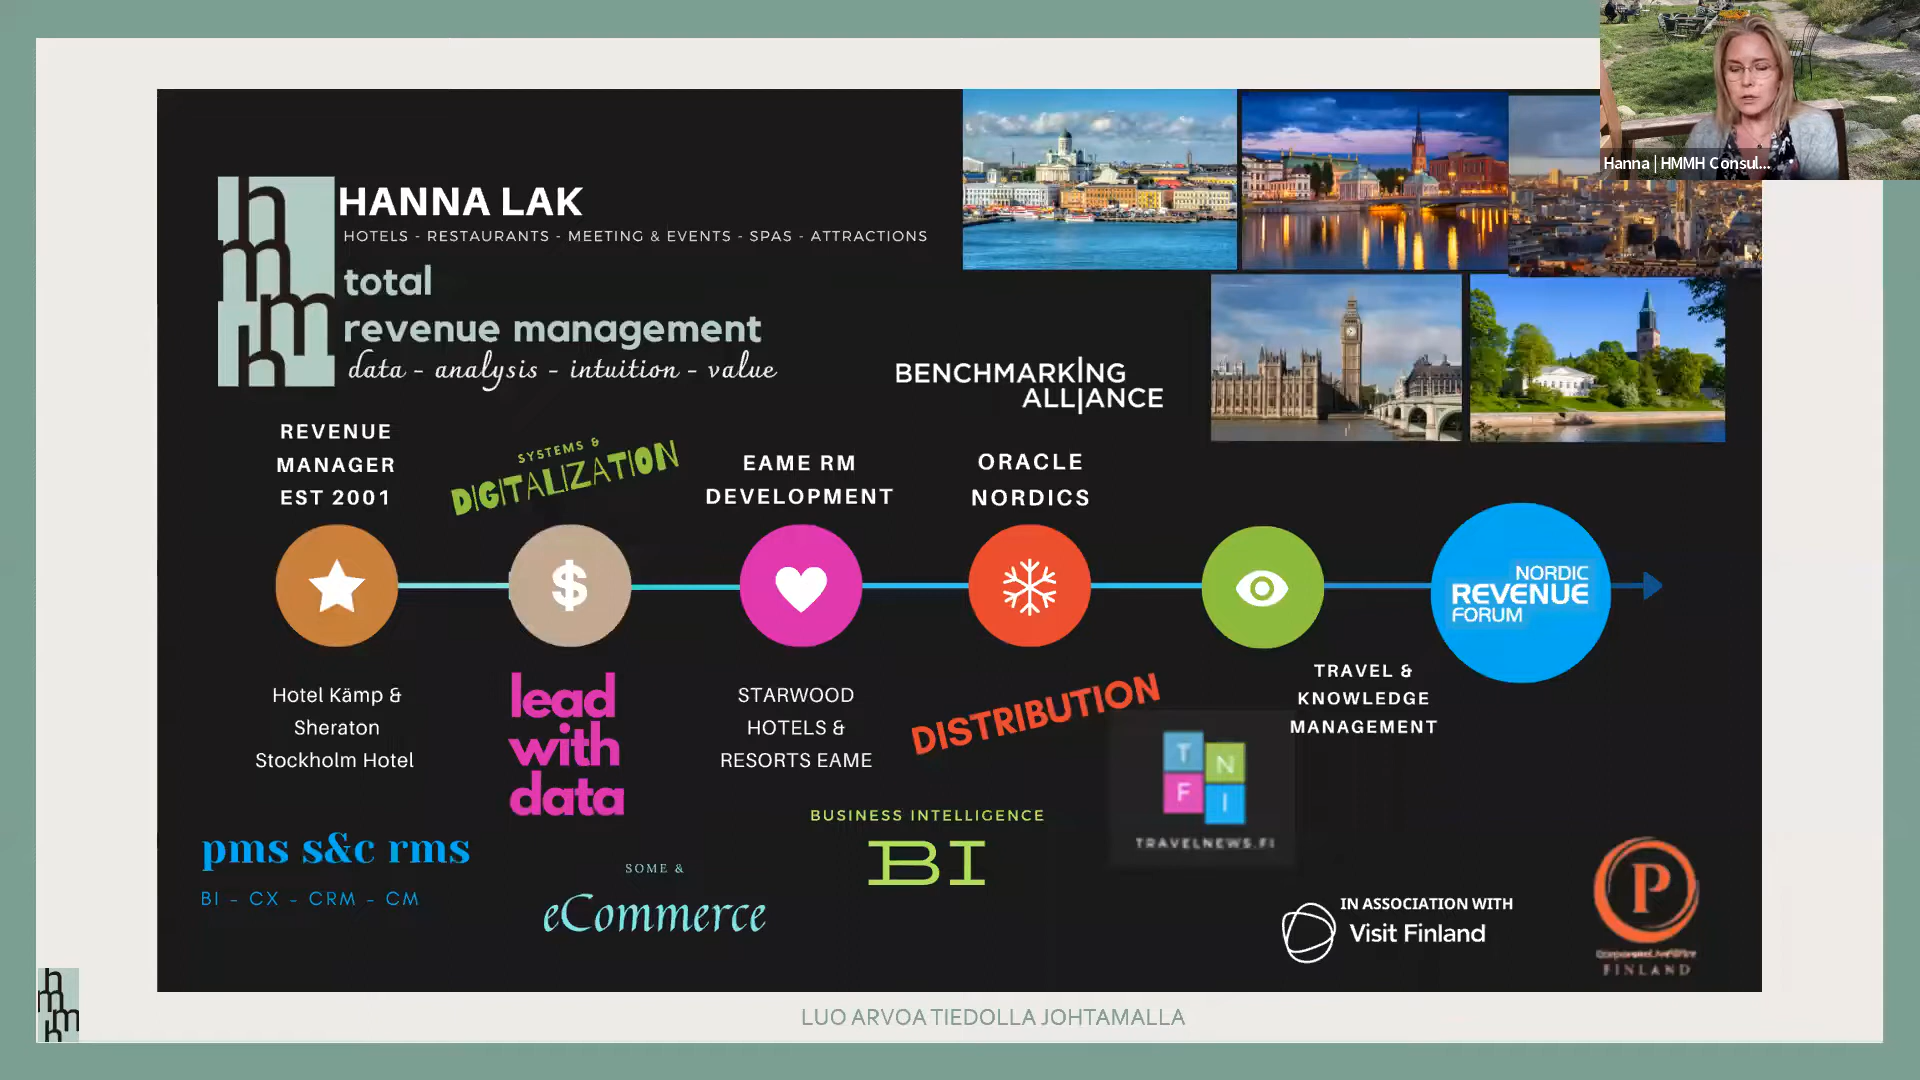 Hanna | HMMH Consul...
hmmh
HANNA LAK
HOTELS - RESTAURANTS - MEETING & EVENTS - SPAS - ATTRACTIONS
total
revenue management
data - analysis - intuition - value
BENCHMARKING
ALLIANCE
REVENUE
MANAGER
EST 2001
SYSTEMS &
DIGITALIZATION
EAME RM
DEVELOPMENT
ORACLE
NORDICS
$
NORDIC
REVENUE
FORUM
Hotel Kämp &
Sheraton
Stockholm Hotel
lead
with
data
STARWOOD
HOTELS &
RESORTS EAME
DISTRIBUTION
TRAVEL &
KNOWLEDGE
MANAGEMENT
T N
F I
TRAVELNEWS.FI
pms s&c rms
BI - CX - CRM - CM
SOME &
eCommerce
BUSINESS INTELLIGENCE
BI
IN ASSOCIATION WITH
Visit Finland
P
FINLAND
hmmh
LUO ARVOA TIEDOLLA JOHTAMALLA